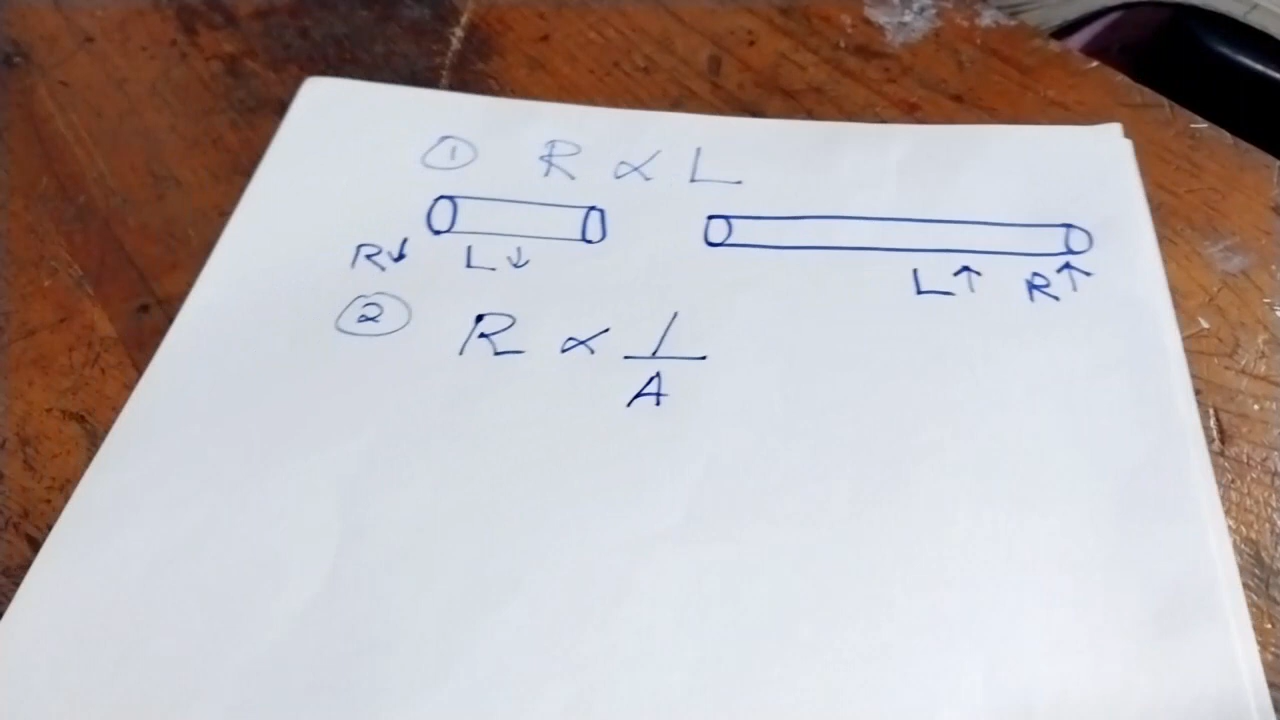 ① R ∝ L
R↓ L↓ L↑ R↑
② R ∝ 1/A